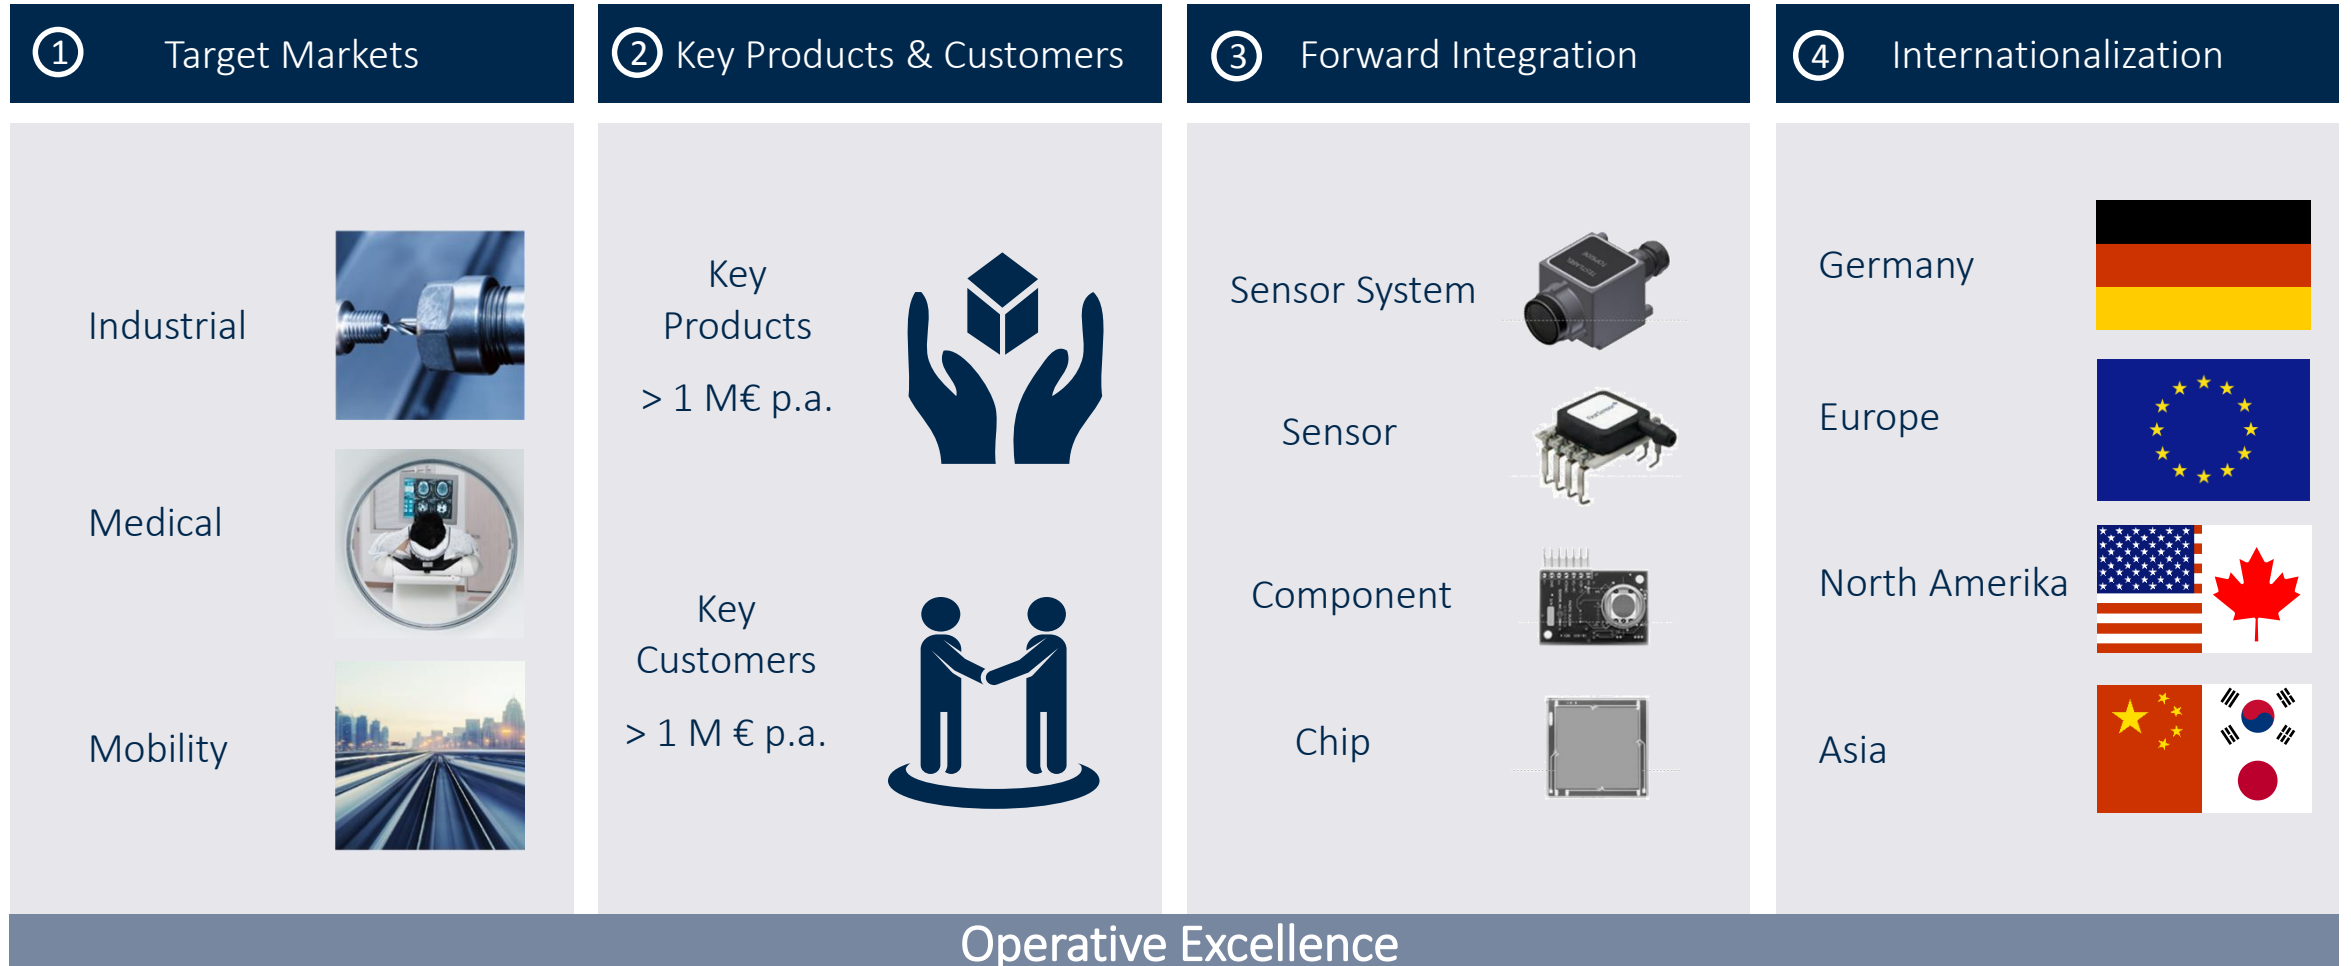 1 Target Markets
Industrial
Medical
Mobility
2 Key Products & Customers
Key
Products
> 1 M€ p.a.
Key
Customers
> 1 M € p.a.
3 Forward Integration
Sensor System
Sensor
Component
Chip
4 Internationalization
Germany
Europe
North Amerika
Asia
Operative Excellence